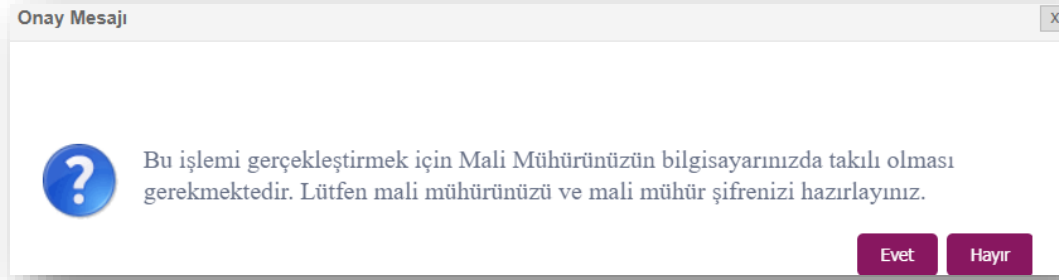 Onay Mesajı
X
Bu işlemi gerçekleştirmek için Mali Mühürünüzün bilgisayarınızda takılı olması
gerekmektedir. Lütfen mali mühürünüzü ve mali mühür şifrenizi hazırlayınız.
Evet Hayır